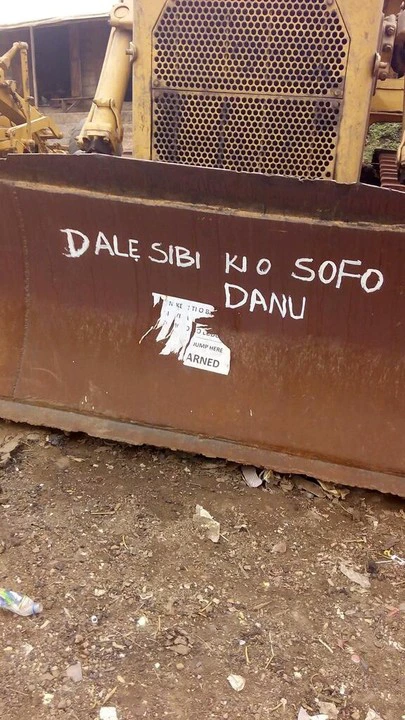 DALẸ SIBI KI O SOFO
DANU
JUMP HERE
ARNED